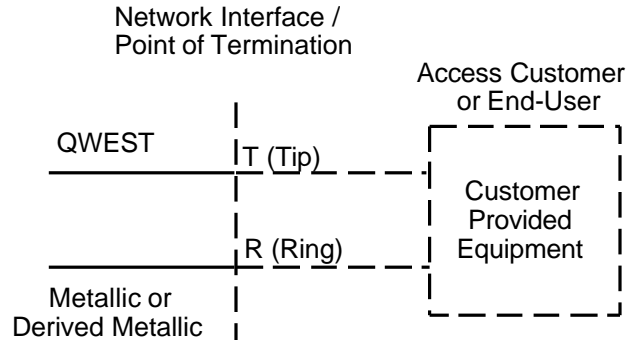 Network Interface /
Point of Termination
Access Customer
or End-User
QWEST
T (Tip)
Customer
Provided
Equipment
R (Ring)
Metallic or
Derived Metallic